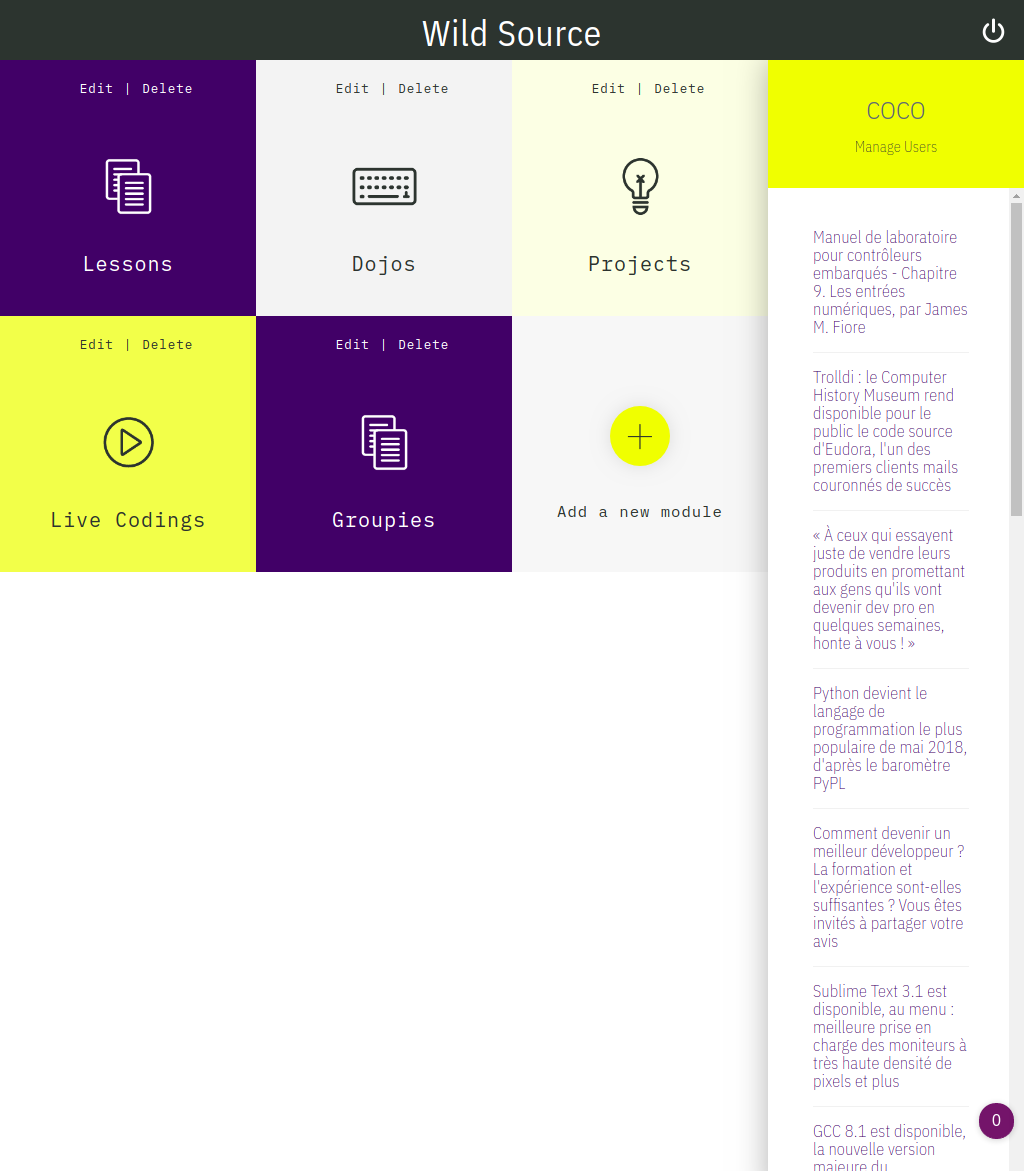 Wild Source
Edit | Delete
Lessons
Edit | Delete
Dojos
Edit | Delete
Projects
Edit | Delete
Live Codings
Edit | Delete
Groupies
Add a new module
COCO
Manage Users
Manuel de laboratoire
pour contrôleurs
embarqués - Chapitre
9. Les entrées
numériques, par James
M. Fiore
Trolldi : le Computer
History Museum rend
disponible pour le
public le code source
d'Eudora, l'un des
premiers clients mails
couronnés de succès
« À ceux qui essayent
juste de vendre leurs
produits en promettant
aux gens qu'ils vont
devenir dev pro en
quelques semaines,
honte à vous ! »
Python devient le
langage de
programmation le plus
populaire de mai 2018,
d'après le baromètre
PyPL
Comment devenir un
meilleur développeur ?
La formation et
l'expérience sont-elles
suffisantes ? Vous êtes
invités à partager votre
avis
Sublime Text 3.1 est
disponible, au menu :
meilleure prise en
charge des moniteurs à
très haute densité de
pixels et plus
GCC 8.1 est disponible,
la nouvelle version
majeure du
0